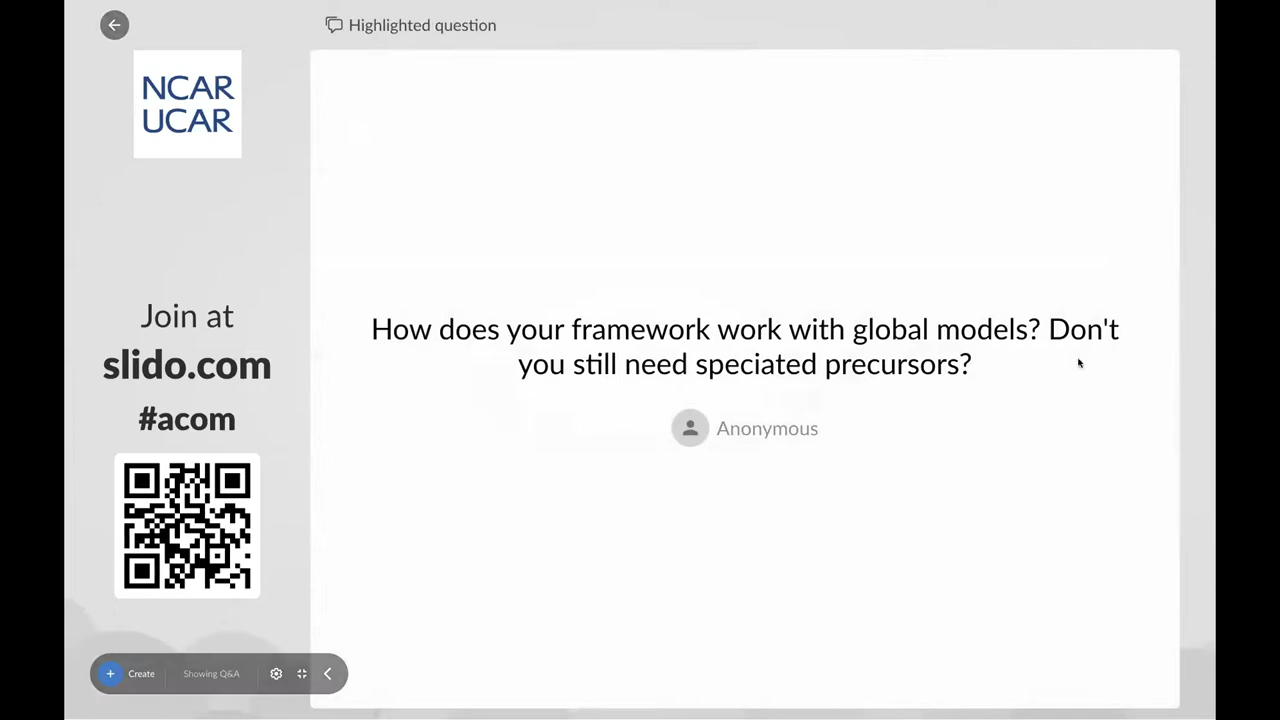 Highlighted question
NCAR
UCAR
Join at
slido.com
#acom
How does your framework work with global models? Don't
you still need speciated precursors?
Anonymous
Create
Showing Q&A